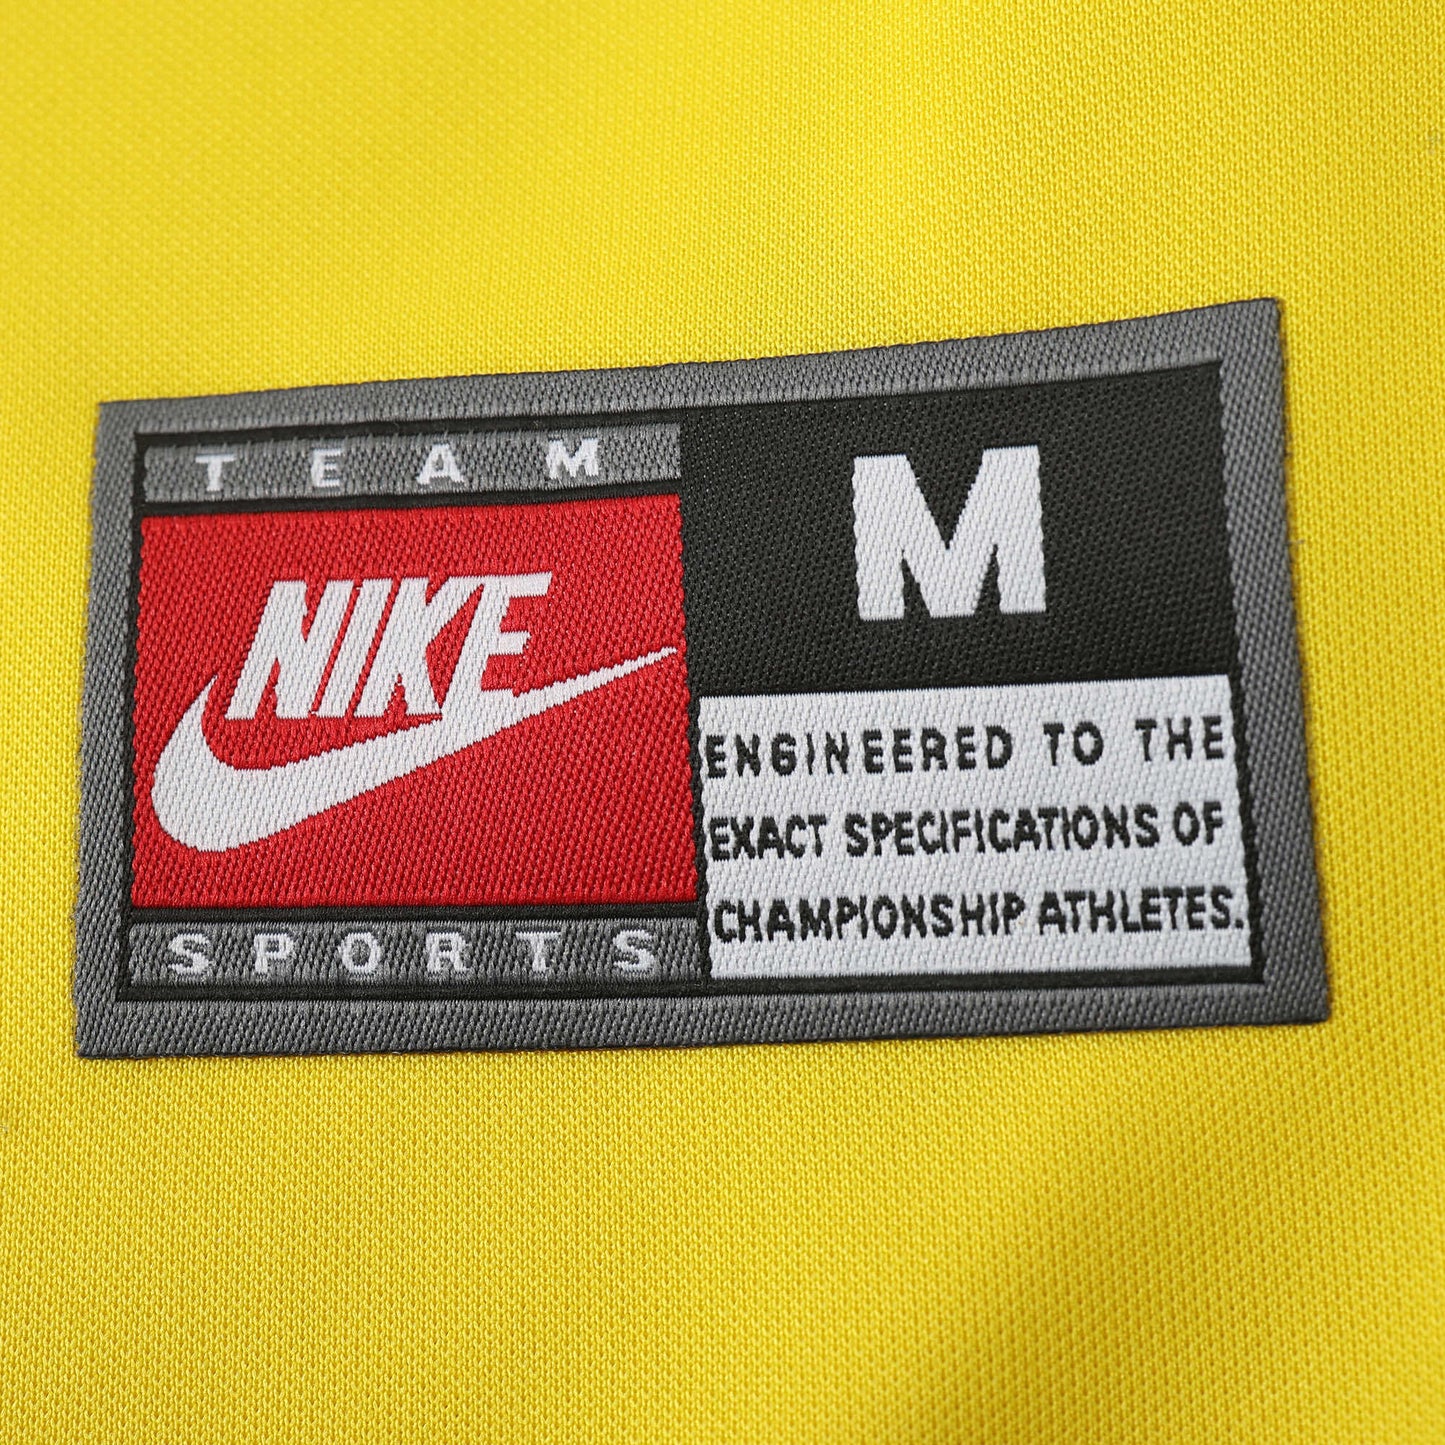 TEAM
NIKE
SPORTS
M
ENGINEERED TO THE
EXACT SPECIFICATIONS OF
CHAMPIONSHIP ATHLETES.